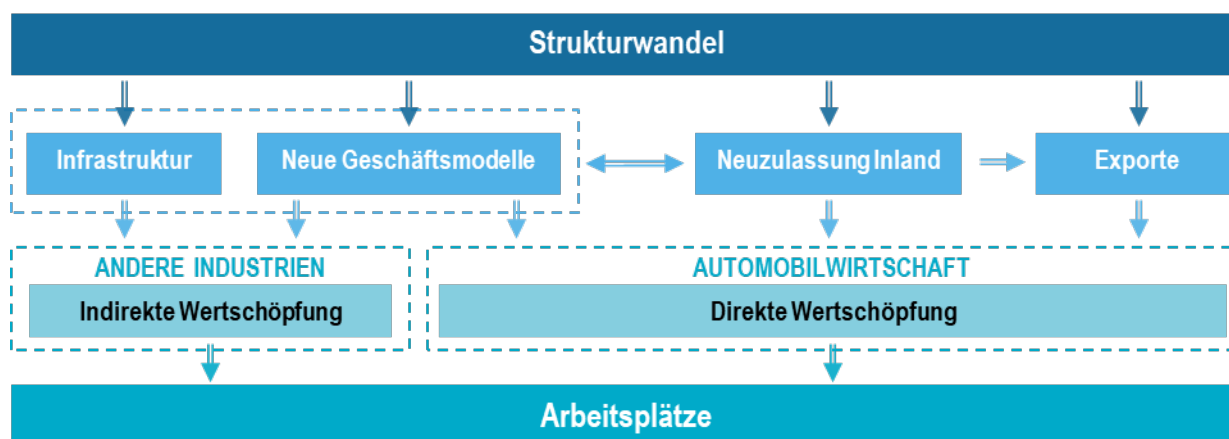 Strukturwandel
Infrastruktur
Neue Geschäftsmodelle
Neuzulassung Inland
Exporte
ANDERE INDUSTRIEN
Indirekte Wertschöpfung
AUTOMOBILWIRTSCHAFT
Direkte Wertschöpfung
Arbeitsplätze